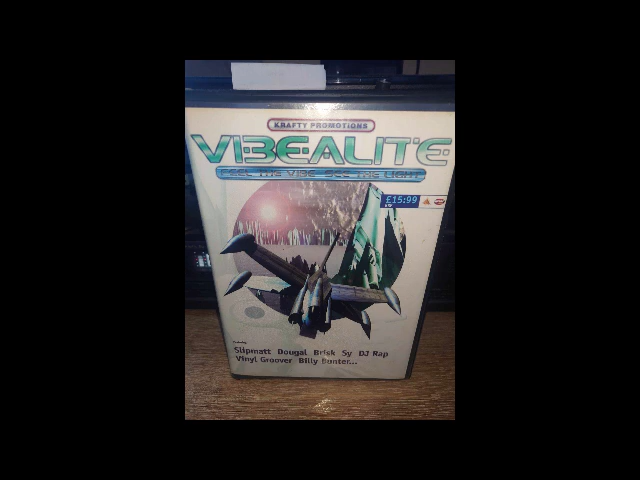 KRAFTY PROMOTIONS
VIBEALITE
FEEL THE VIBE SEE THE LIGHT
£15:99
Slipmatt Dougal Brisk Sy DJ Rap
Vinyl Groover Billy Bunter...